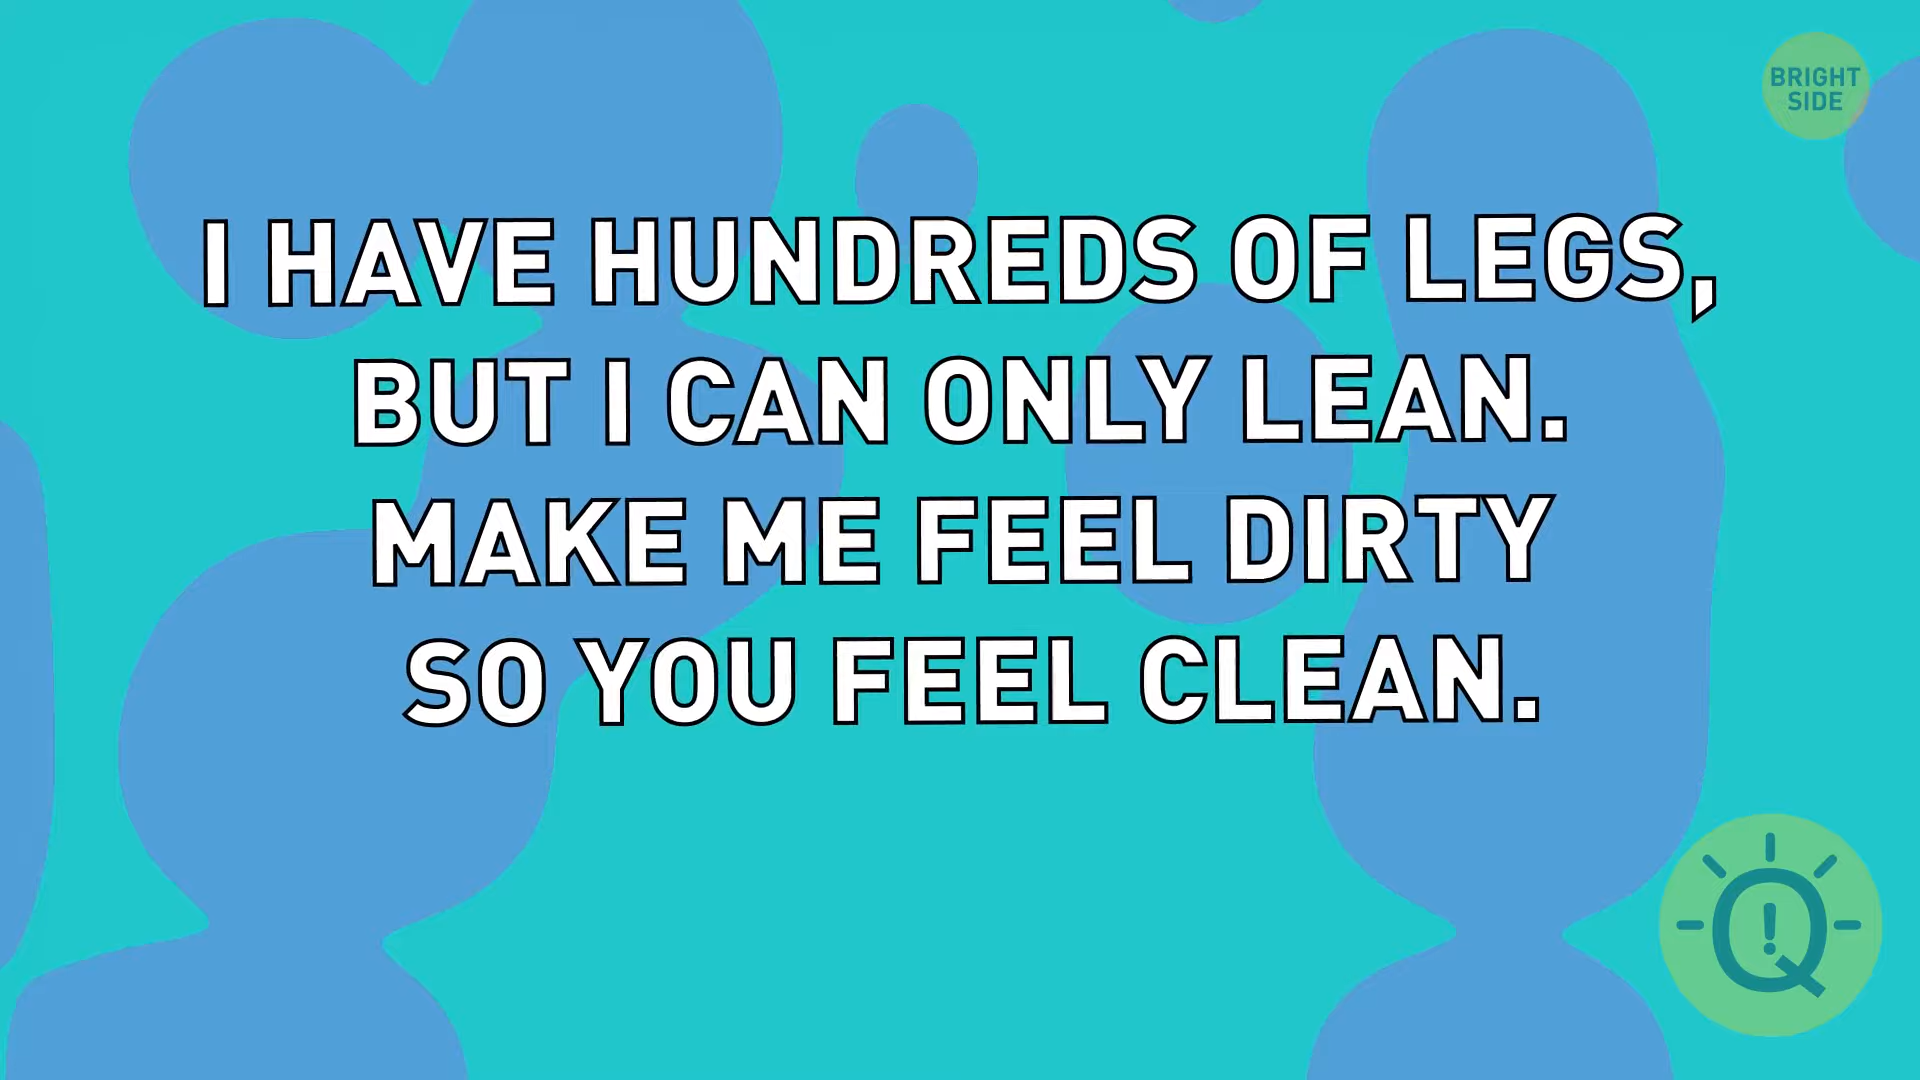 BRIGHT
SIDE
I HAVE HUNDREDS OF LEGS,
BUT I CAN ONLY LEAN.
MAKE ME FEEL DIRTY
SO YOU FEEL CLEAN.
Q!